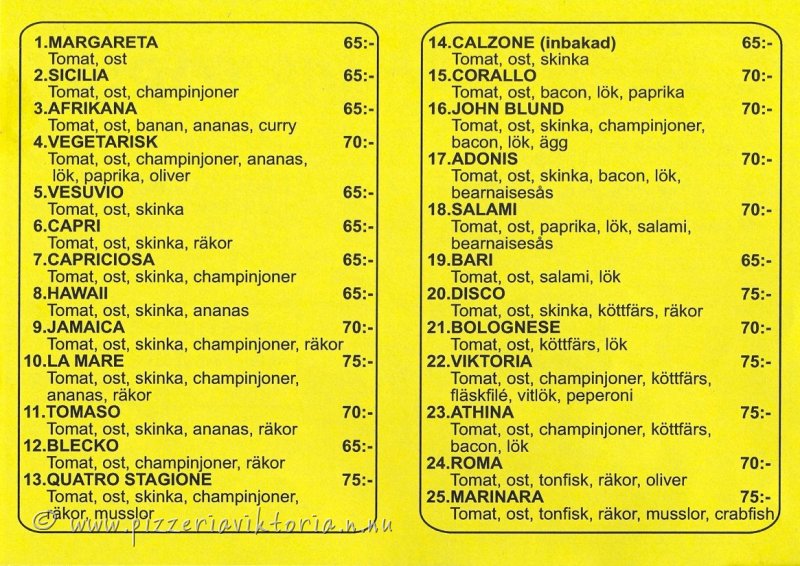 1.MARGARETA 65:-
Tomat, ost
2.SICILIA 65:-
Tomat, ost, champinjoner
3.AFRIKANA 65:-
Tomat, ost, banan, ananas, curry
4.VEGETARISK 70:-
Tomat, ost, champinjoner, ananas,
lök, paprika, oliver
5.VESUVIO 65:-
Tomat, ost, skinka
6.CAPRI 65:-
Tomat, ost, skinka, räkor
7.CAPRICIOSA 65:-
Tomat, ost, skinka, champinjoner
8.HAWAII 65:-
Tomat, ost, skinka, ananas
9.JAMAICA 70:-
Tomat, ost, skinka, champinjoner, räkor
10.LA MARE 75:-
Tomat, ost, skinka, champinjoner,
ananas, räkor
11.TOMASO 70:-
Tomat, ost, skinka, ananas, räkor
12.BLECKO 65:-
Tomat, ost, champinjoner, räkor
13.QUATRO STAGIONE 75:-
Tomat, ost, skinka, champinjoner,
räkor, musslor
14.CALZONE (inbakad) 65:-
Tomat, ost, skinka
15.CORALLO 70:-
Tomat, ost, bacon, lök, paprika
16.JOHN BLUND 70:-
Tomat, ost, skinka, champinjoner,
bacon, lök, ägg
17.ADONIS 70:-
Tomat, ost, skinka, bacon, lök,
bearnaisesås
18.SALAMI 70:-
Tomat, ost, paprika, lök, salami,
bearnaisesås
19.BARI 65:-
Tomat, ost, salami, lök
20.DISCO 75:-
Tomat, ost, skinka, köttfärs, räkor
21.BOLOGNESE 70:-
Tomat, ost, köttfärs, lök
22.VIKTORIA 75:-
Tomat, ost, champinjoner, köttfärs,
fläskfilé, vitlök, peperoni
23.ATHINA 75:-
Tomat, ost, champinjoner, köttfärs,
bacon, lök
24.ROMA 70:-
Tomat, ost, tonfisk, räkor, oliver
25.MARINARA 75:-
Tomat, ost, tonfisk, räkor, musslor, crabfish
© www.pizzeriaviktoria.n.nu